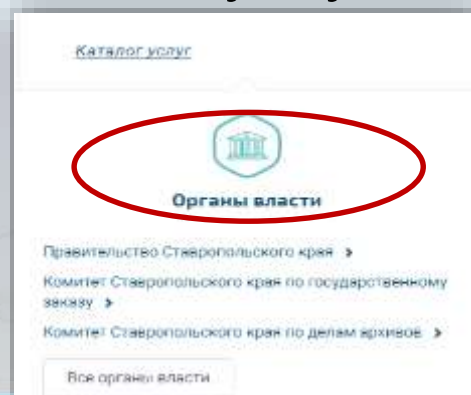 Каталог услуг
Органы власти
Правительство Ставропольского края >
Комитет Ставропольского края по государственному
заказу >
Комитет Ставропольского края по делам архивов >
Все органы власти